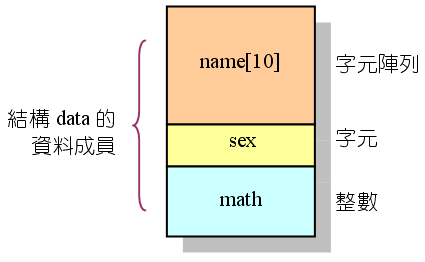 name[10]
字元陣列
結構 data 的
資料成員
sex
字元
math
整數